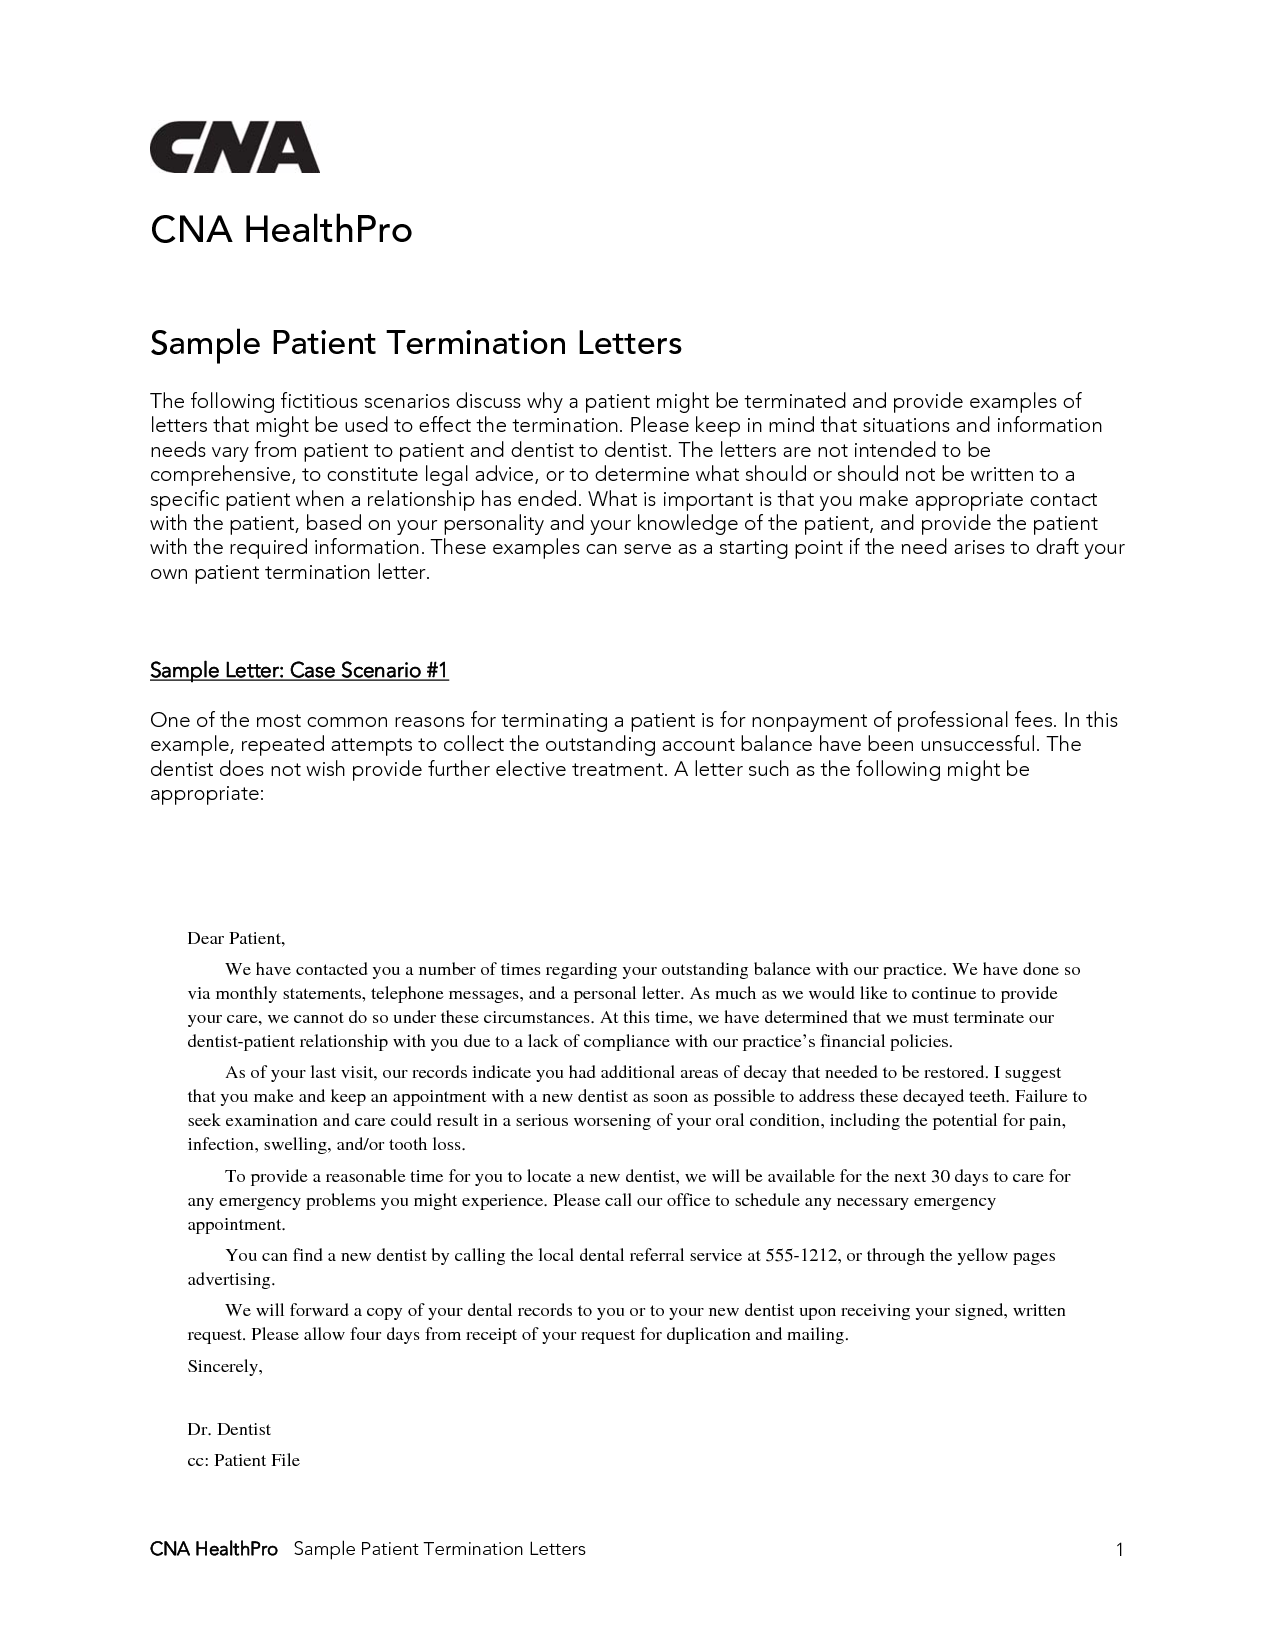 CNA
CNA HealthPro
Sample Patient Termination Letters
The following fictitious scenarios discuss why a patient might be terminated and provide examples of
letters that might be used to effect the termination. Please keep in mind that situations and information
needs vary from patient to patient and dentist to dentist. The letters are not intended to be
comprehensive, to constitute legal advice, or to determine what should or should not be written to a
specific patient when a relationship has ended. What is important is that you make appropriate contact
with the patient, based on your personality and your knowledge of the patient, and provide the patient
with the required information. These examples can serve as a starting point if the need arises to draft your
own patient termination letter.
Sample Letter: Case Scenario #1
One of the most common reasons for terminating a patient is for nonpayment of professional fees. In this
example, repeated attempts to collect the outstanding account balance have been unsuccessful. The
dentist does not wish provide further elective treatment. A letter such as the following might be
appropriate:
Dear Patient,
We have contacted you a number of times regarding your outstanding balance with our practice. We have done so
via monthly statements, telephone messages, and a personal letter. As much as we would like to continue to provide
your care, we cannot do so under these circumstances. At this time, we have determined that we must terminate our
dentist-patient relationship with you due to a lack of compliance with our practice’s financial policies.
As of your last visit, our records indicate you had additional areas of decay that needed to be restored. I suggest
that you make and keep an appointment with a new dentist as soon as possible to address these decayed teeth. Failure to
seek examination and care could result in a serious worsening of your oral condition, including the potential for pain,
infection, swelling, and/or tooth loss.
To provide a reasonable time for you to locate a new dentist, we will be available for the next 30 days to care for
any emergency problems you might experience. Please call our office to schedule any necessary emergency
appointment.
You can find a new dentist by calling the local dental referral service at 555-1212, or through the yellow pages
advertising.
We will forward a copy of your dental records to you or to your new dentist upon receiving your signed, written
request. Please allow four days from receipt of your request for duplication and mailing.
Sincerely,
Dr. Dentist
cc: Patient File
CNA HealthPro Sample Patient Termination Letters 1